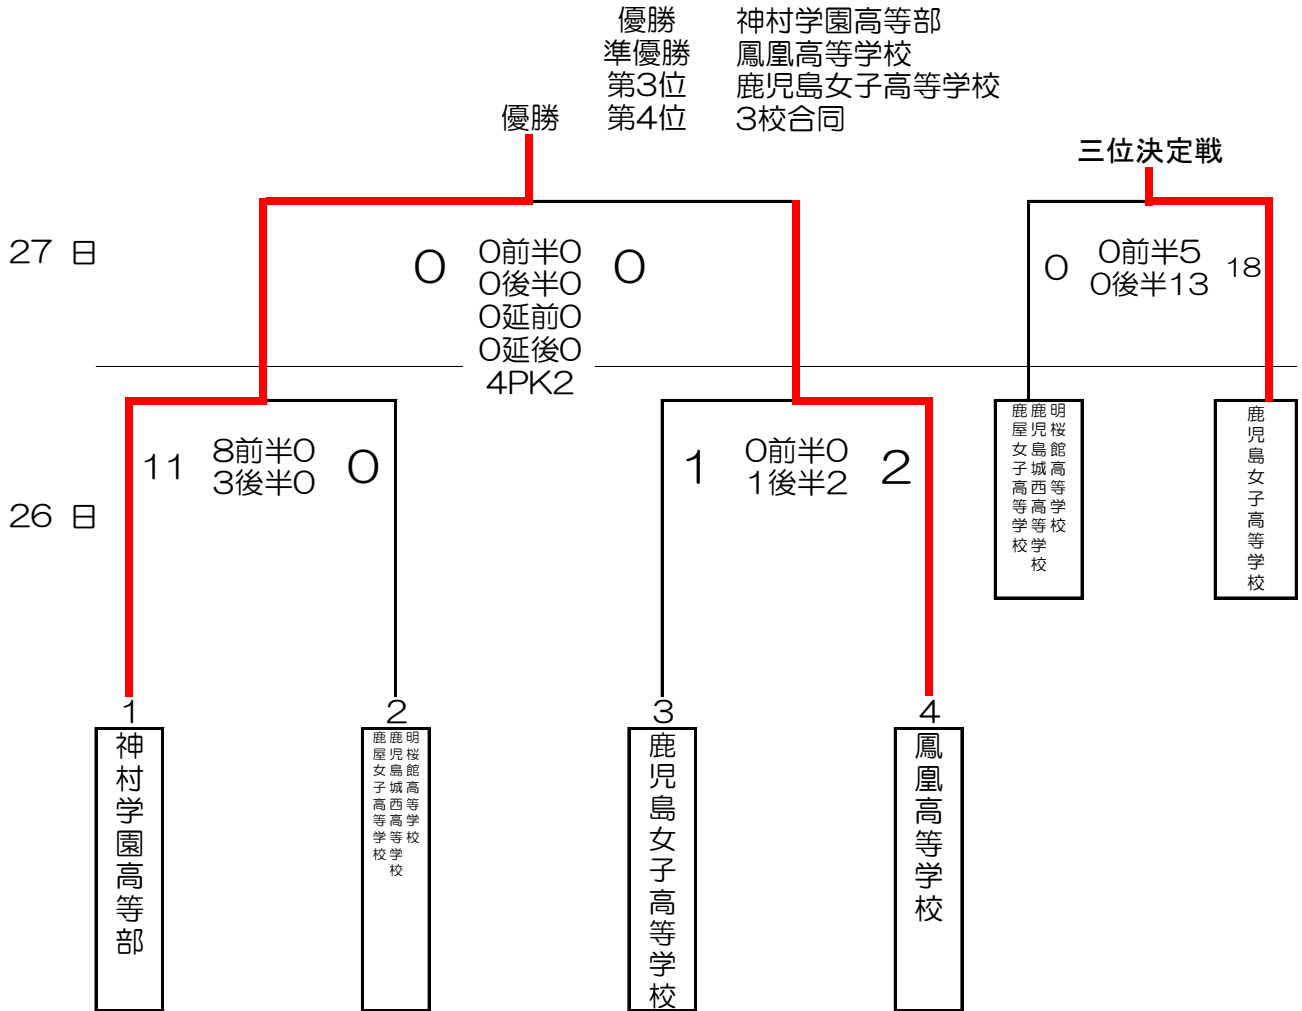 優勝 神村学園高等部
準優勝 鳳凰高等学校
第3位 鹿児島女子高等学校
第4位 3校合同
優勝
三位決定戦
27 日
0 0前半0 0
0後半0
0延前0
0延後0
4PK2
0 0前半5 18
0後半13
明桜館高等学校
鹿児島城西高等学校
鹿屋女子高等学校
鹿児島女子高等学校
26 日
11 8前半0 0
3後半0
1 0前半0 2
1後半2
1
神村学園高等部
2
明桜館高等学校
鹿児島城西高等学校
鹿屋女子高等学校
3
鹿児島女子高等学校
4
鳳凰高等学校